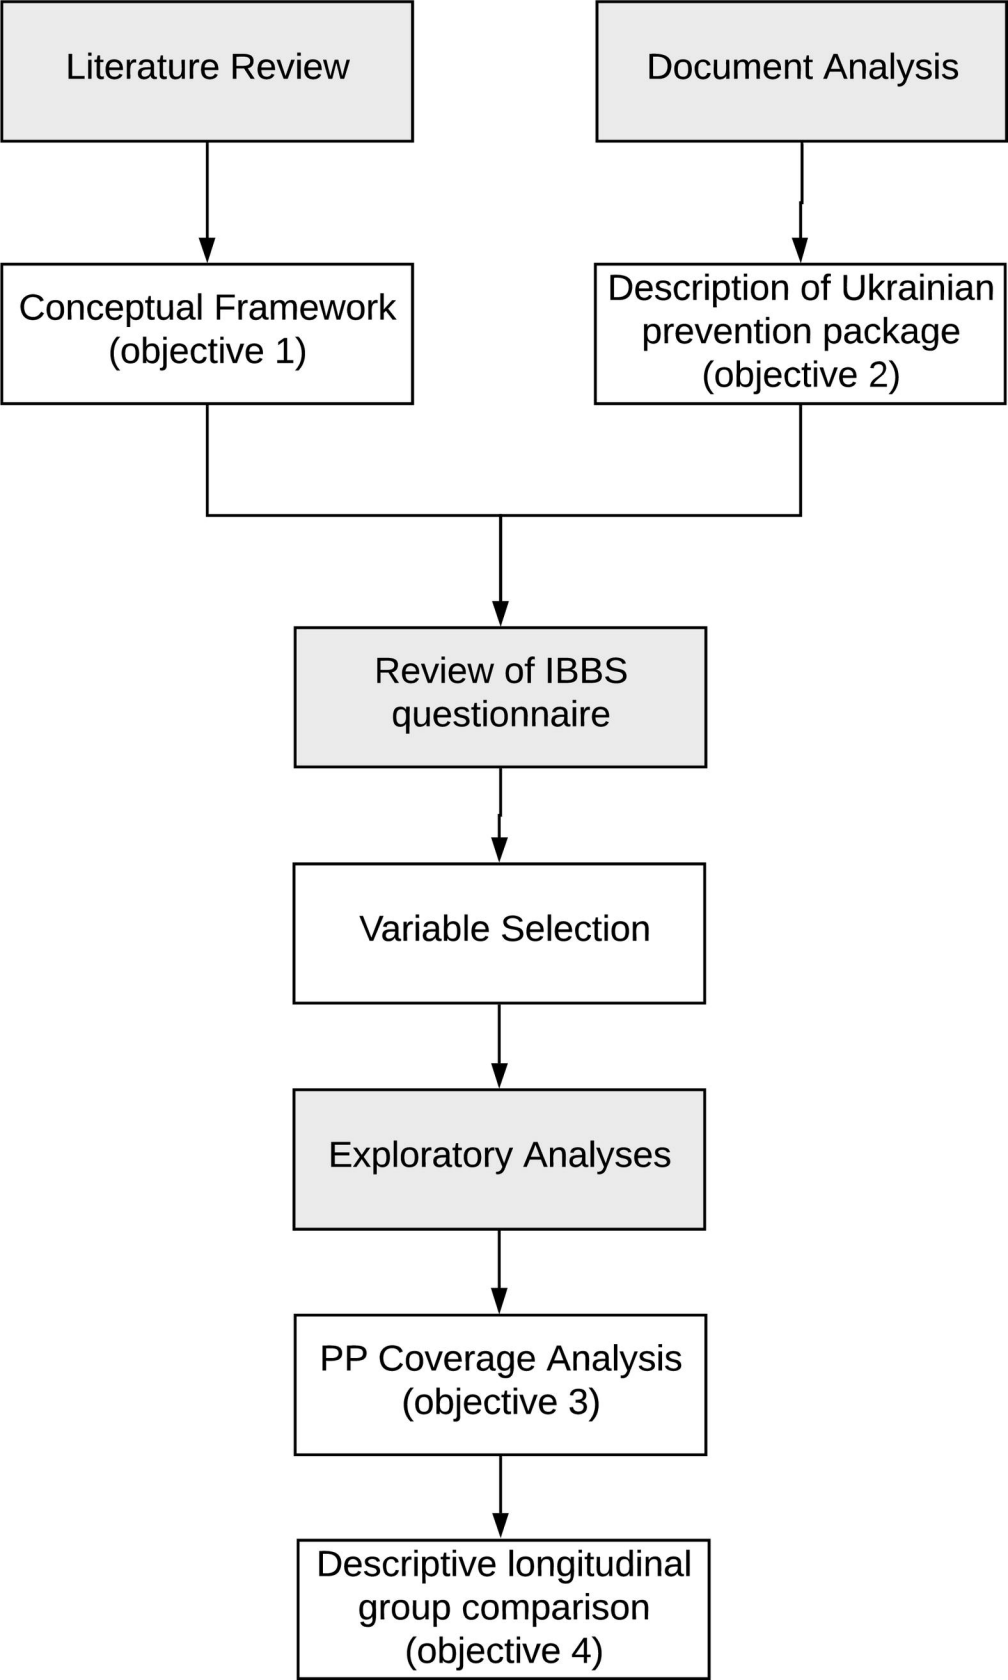 Literature Review
Document Analysis
Conceptual Framework
(objective 1)
Description of Ukrainian
prevention package
(objective 2)
Review of IBBS
questionnaire
Variable Selection
Exploratory Analyses
PP Coverage Analysis
(objective 3)
Descriptive longitudinal
group comparison
(objective 4)